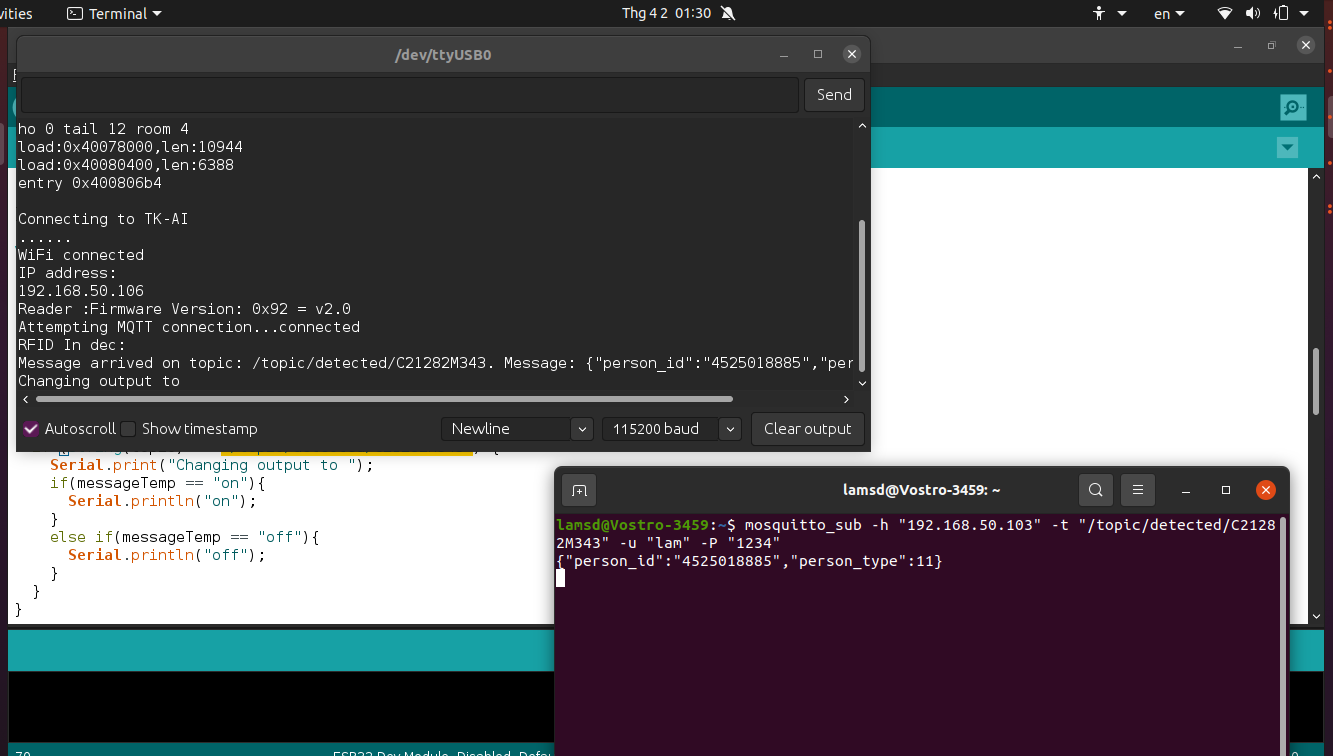 vities Terminal Thg 4 2 01:30 en
/dev/ttyUSB0
Send
ho 0 tail 12 room 4
load:0x40078000,len:10944
load:0x40080400,len:6388
entry 0x400806b4
Connecting to TK-AI
......
WiFi connected
IP address:
192.168.50.106
Reader :Firmware Version: 0x92 = v2.0
Attempting MQTT connection...connected
RFID In dec:
Message arrived on topic: /topic/detected/C21282M343. Message: {"person_id":"4525018885","per
Changing output to
Autoscroll Show timestamp Newline 115200 baud Clear output
Serial.print("Changing output to ");
if(messageTemp == "on"){
Serial.println("on");
}
else if(messageTemp == "off"){
Serial.println("off");
}
}
}
lamsd@Vostro-3459: ~
lamsd@Vostro-3459:~$ mosquitto_sub -h "192.168.50.103" -t "/topic/detected/C2128
2M343" -u "lam" -P "1234"
{"person_id":"4525018885","person_type":11}
70 ESP32 Dev Module, Disabled,